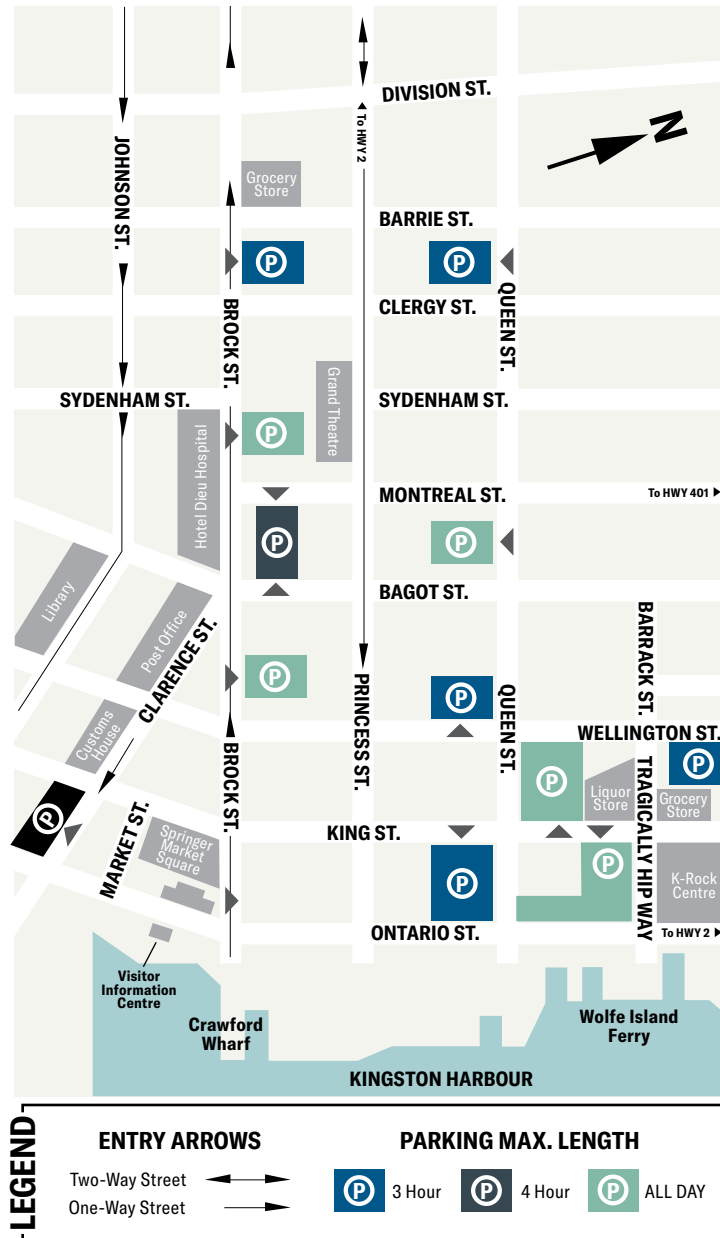 DIVISION ST.
To HWY 2
N
JOHNSON ST.
Grocery
Store
BARRIE ST.
P
P
BROCK ST.
CLERGY ST.
QUEEN ST.
SYDENHAM ST.
Grand Theatre
SYDENHAM ST.
P
Hotel Dieu Hospital
MONTREAL ST.
To HWY 401
P
P
Library
BAGOT ST.
Post Office
CLARENCE ST.
BARRACK ST.
P
PRINCESS ST.
P
QUEEN ST.
Customs
House
WELLINGTON ST.
BROCK ST.
P
P
Liquor
Store
TRAGICALLY HIP WAY
Grocery
Store
P
MARKET ST.
Springer
Market
Square
KING ST.
P
P
K-Rock
Centre
ONTARIO ST.
To HWY 2
Visitor
Information
Centre
Crawford
Wharf
Wolfe Island
Ferry
KINGSTON HARBOUR
LEGEND
ENTRY ARROWS
Two-Way Street
One-Way Street
PARKING MAX. LENGTH
P 3 Hour
P 4 Hour
P ALL DAY